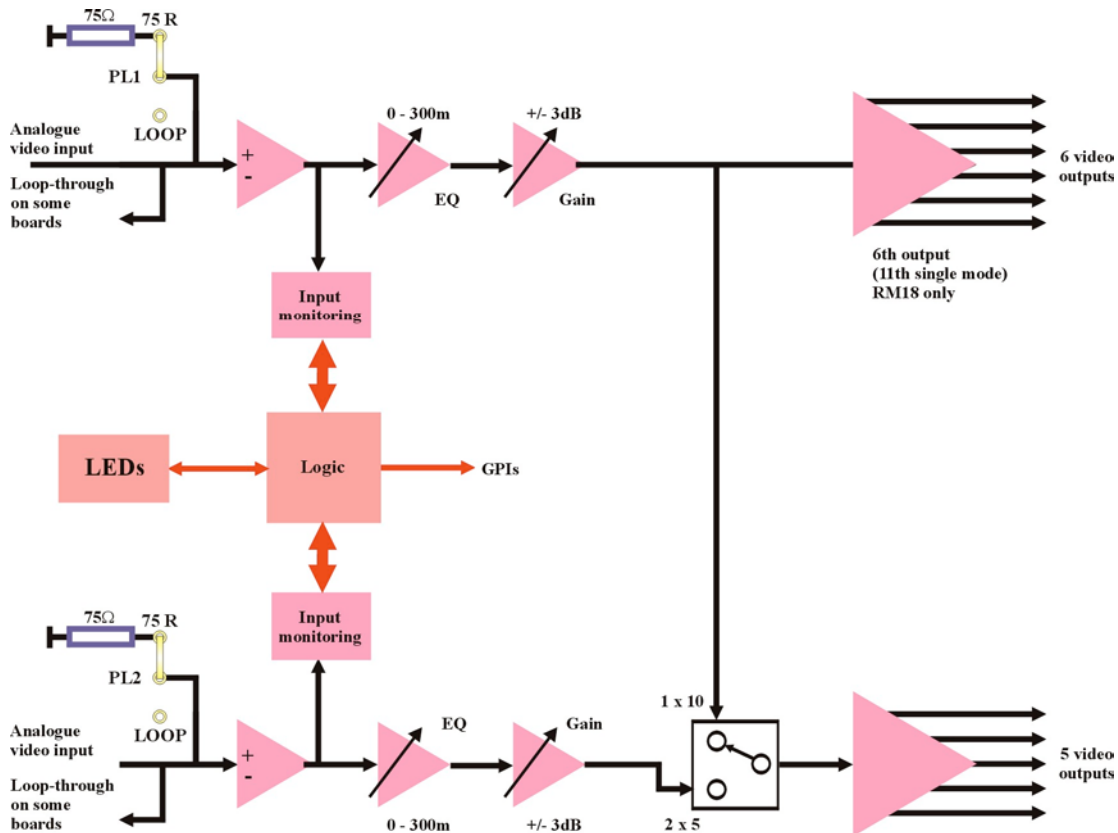 75Ω 75 R
PL1
LOOP
Analogue
video input
Loop-through
on some
boards
+
-
0 - 300m
EQ
+/- 3dB
Gain
6 video
outputs
6th output
(11th single mode)
RM18 only
Input
monitoring
LEDs
Logic
GPIs
Input
monitoring
75Ω 75 R
PL2
LOOP
Analogue
video input
Loop-through
on some
boards
+
-
EQ
0 - 300m
Gain
+/- 3dB
1 x 10
2 x 5
5 video
outputs